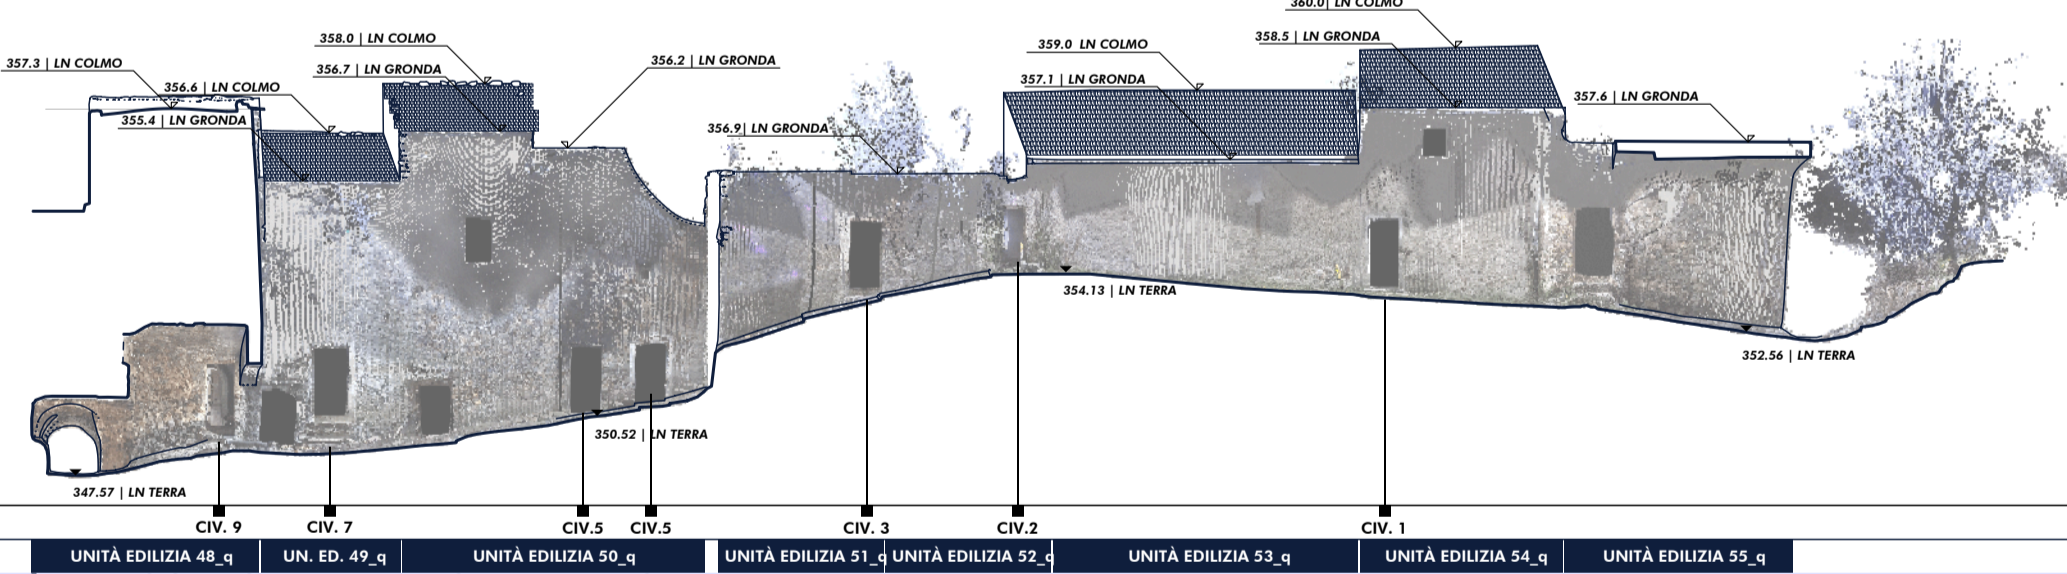 360.0| LN COLMO
358.5 | LN GRONDA
358.0 | LN COLMO
359.0 LN COLMO
357.3 | LN COLMO
356.7 | LN GRONDA
356.2 | LN GRONDA
357.1 | LN GRONDA
356.6 | LN COLMO
357.6 | LN GRONDA
355.4 | LN GRONDA
356.9| LN GRONDA
354.13 | LN TERRA
352.56 | LN TERRA
350.52 | LN TERRA
347.57 | LN TERRA
CIV. 9 CIV. 7 CIV.5 CIV.5 CIV. 3 CIV.2 CIV. 1
UNITÀ EDILIZIA 48_q UN. ED. 49_q UNITÀ EDILIZIA 50_q UNITÀ EDILIZIA 51_q UNITÀ EDILIZIA 52_q UNITÀ EDILIZIA 53_q UNITÀ EDILIZIA 54_q UNITÀ EDILIZIA 55_q